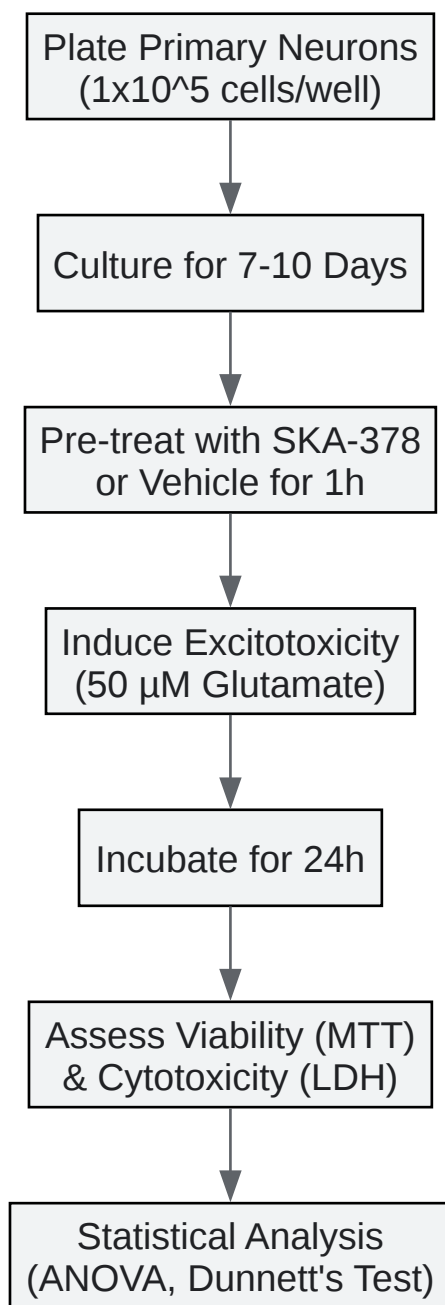 Plate Primary Neurons
(1x10^5 cells/well)
Culture for 7-10 Days
Pre-treat with SKA-378
or Vehicle for 1h
Induce Excitotoxicity
(50 µM Glutamate)
Incubate for 24h
Assess Viability (MTT)
& Cytotoxicity (LDH)
Statistical Analysis
(ANOVA, Dunnett's Test)